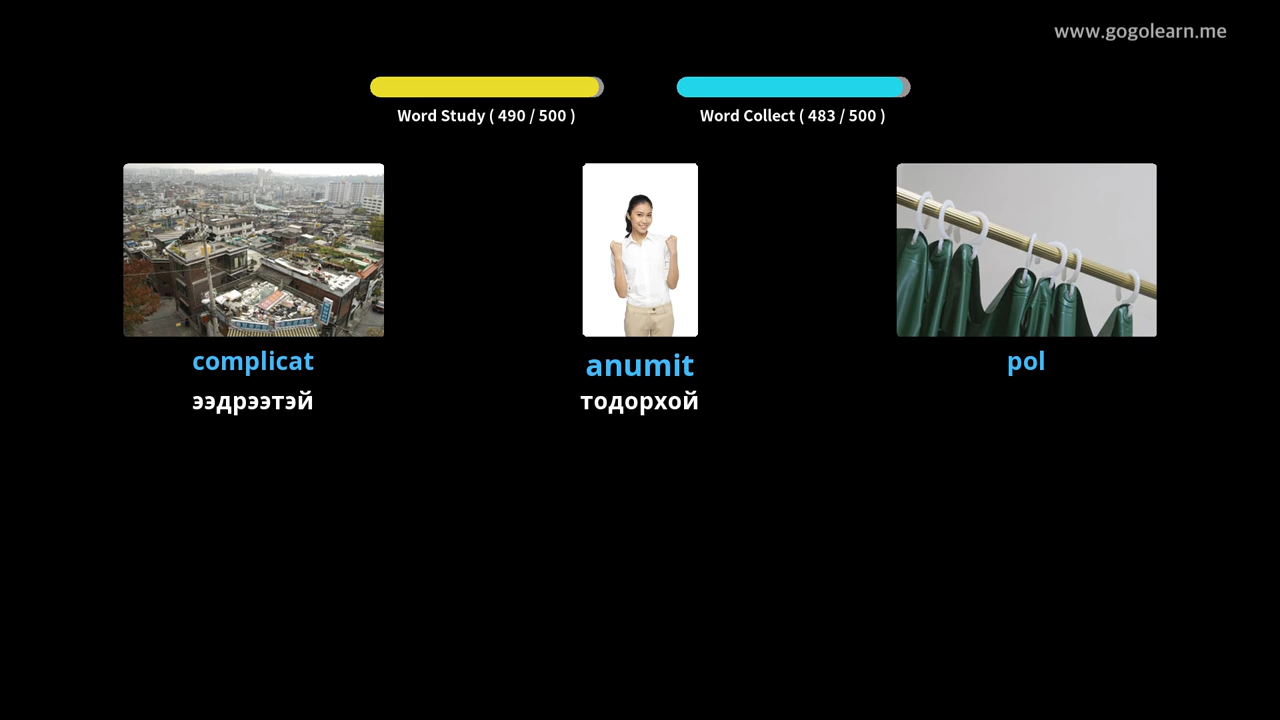 www.gogolearn.me
Word Study ( 490 / 500 )
Word Collect ( 483 / 500 )
complicat
anumit
pol
ээдрээтэй
тодорхой